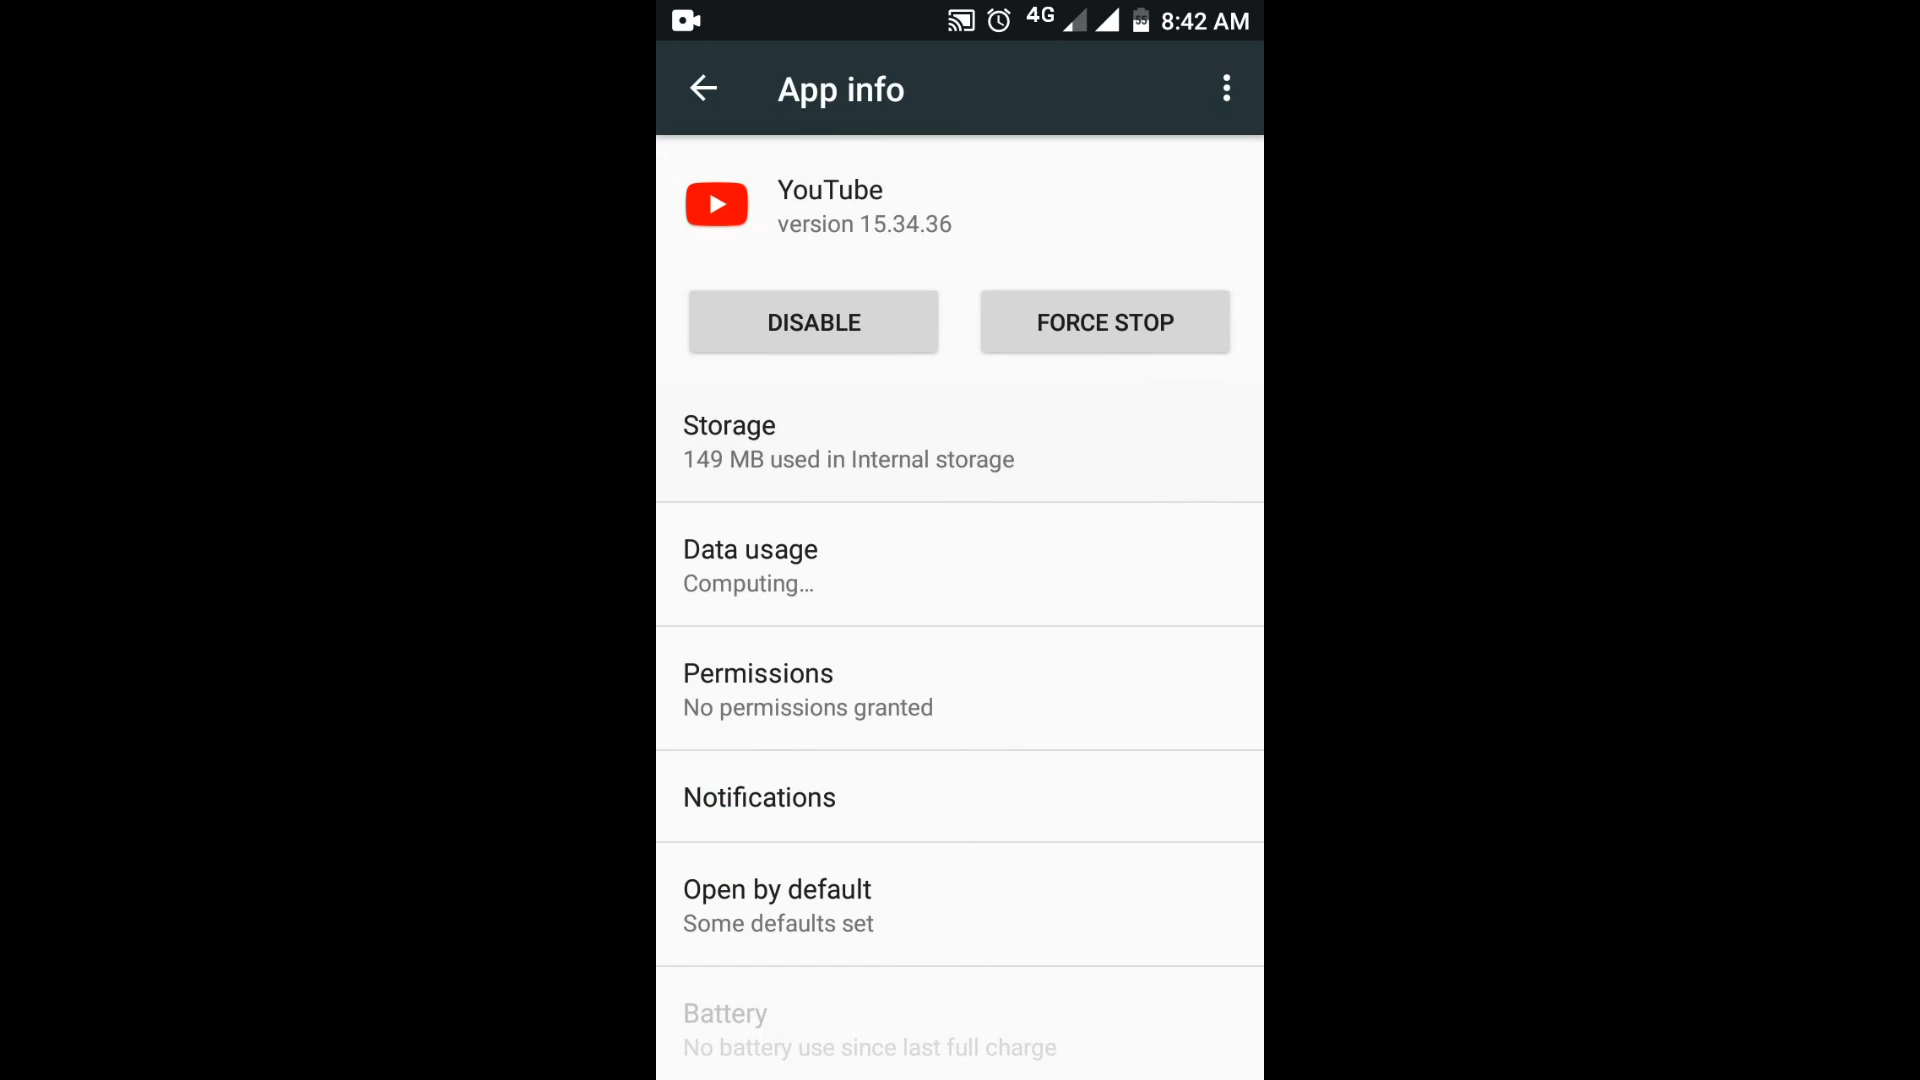 4G 55 8:42 AM
App info
YouTube
version 15.34.36
DISABLE FORCE STOP
Storage
149 MB used in Internal storage
Data usage
Computing…
Permissions
No permissions granted
Notifications
Open by default
Some defaults set
Battery
No battery use since last full charge